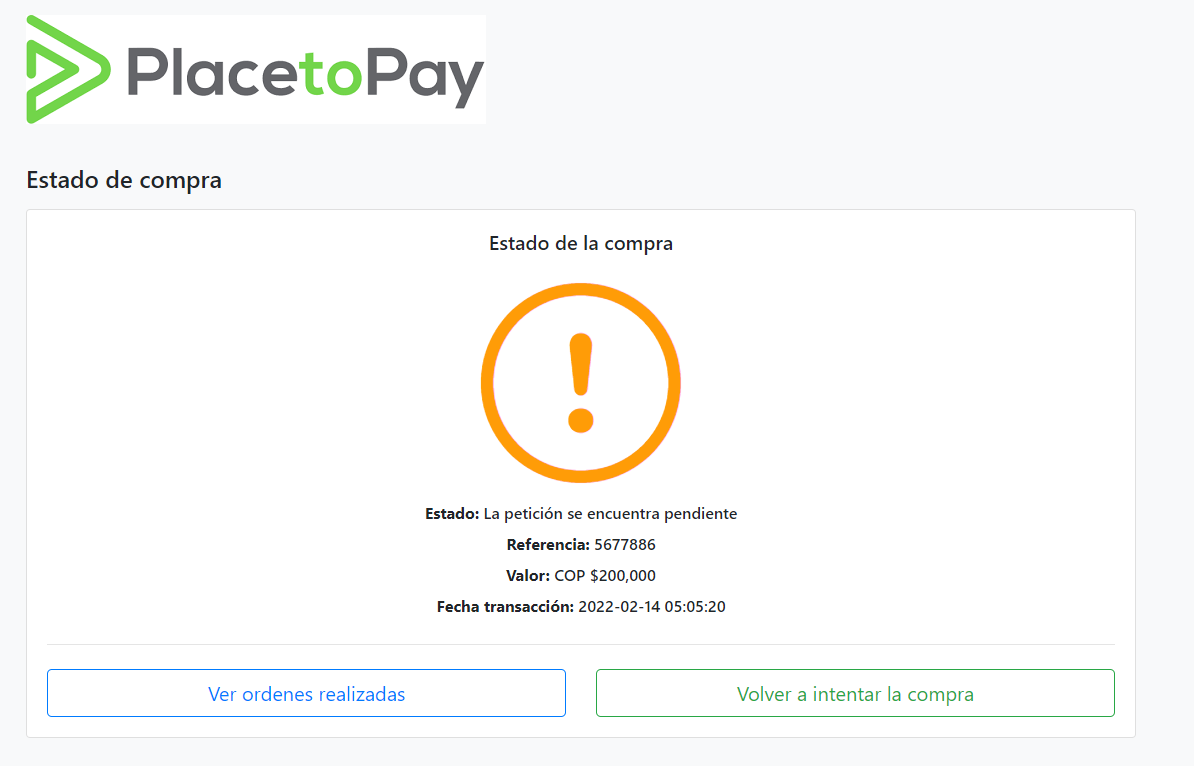 PlacetoPay
Estado de compra
Estado de la compra
Estado: La petición se encuentra pendiente
Referencia: 5677886
Valor: COP $200,000
Fecha transacción: 2022-02-14 05:05:20
Ver ordenes realizadas
Volver a intentar la compra